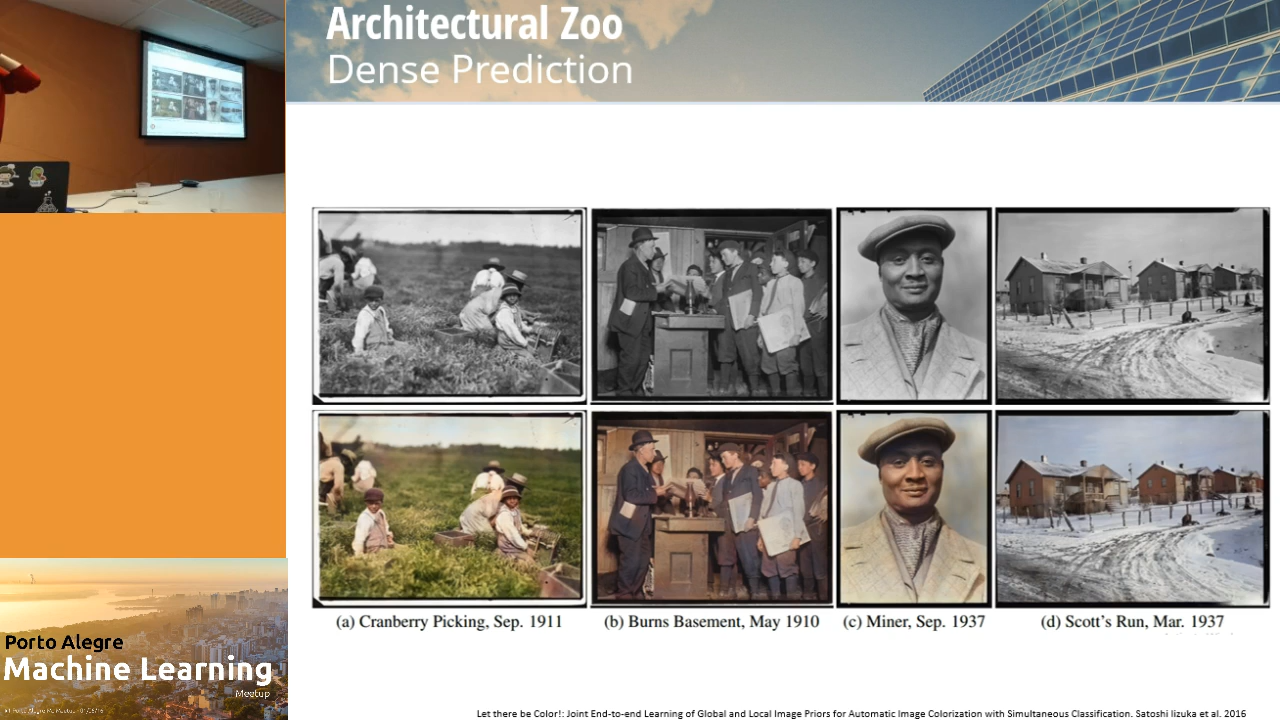 Architectural Zoo
Dense Prediction
(a) Cranberry Picking, Sep. 1911
(b) Burns Basement, May 1910
(c) Miner, Sep. 1937
(d) Scott's Run, Mar. 1937
Porto Alegre
Machine Learning
Meetup
Let there be Color!: Joint End-to-end Learning of Global and Local Image Priors for Automatic Image Colorization with Simultaneous Classification. Satoshi Iizuka et al. 2016